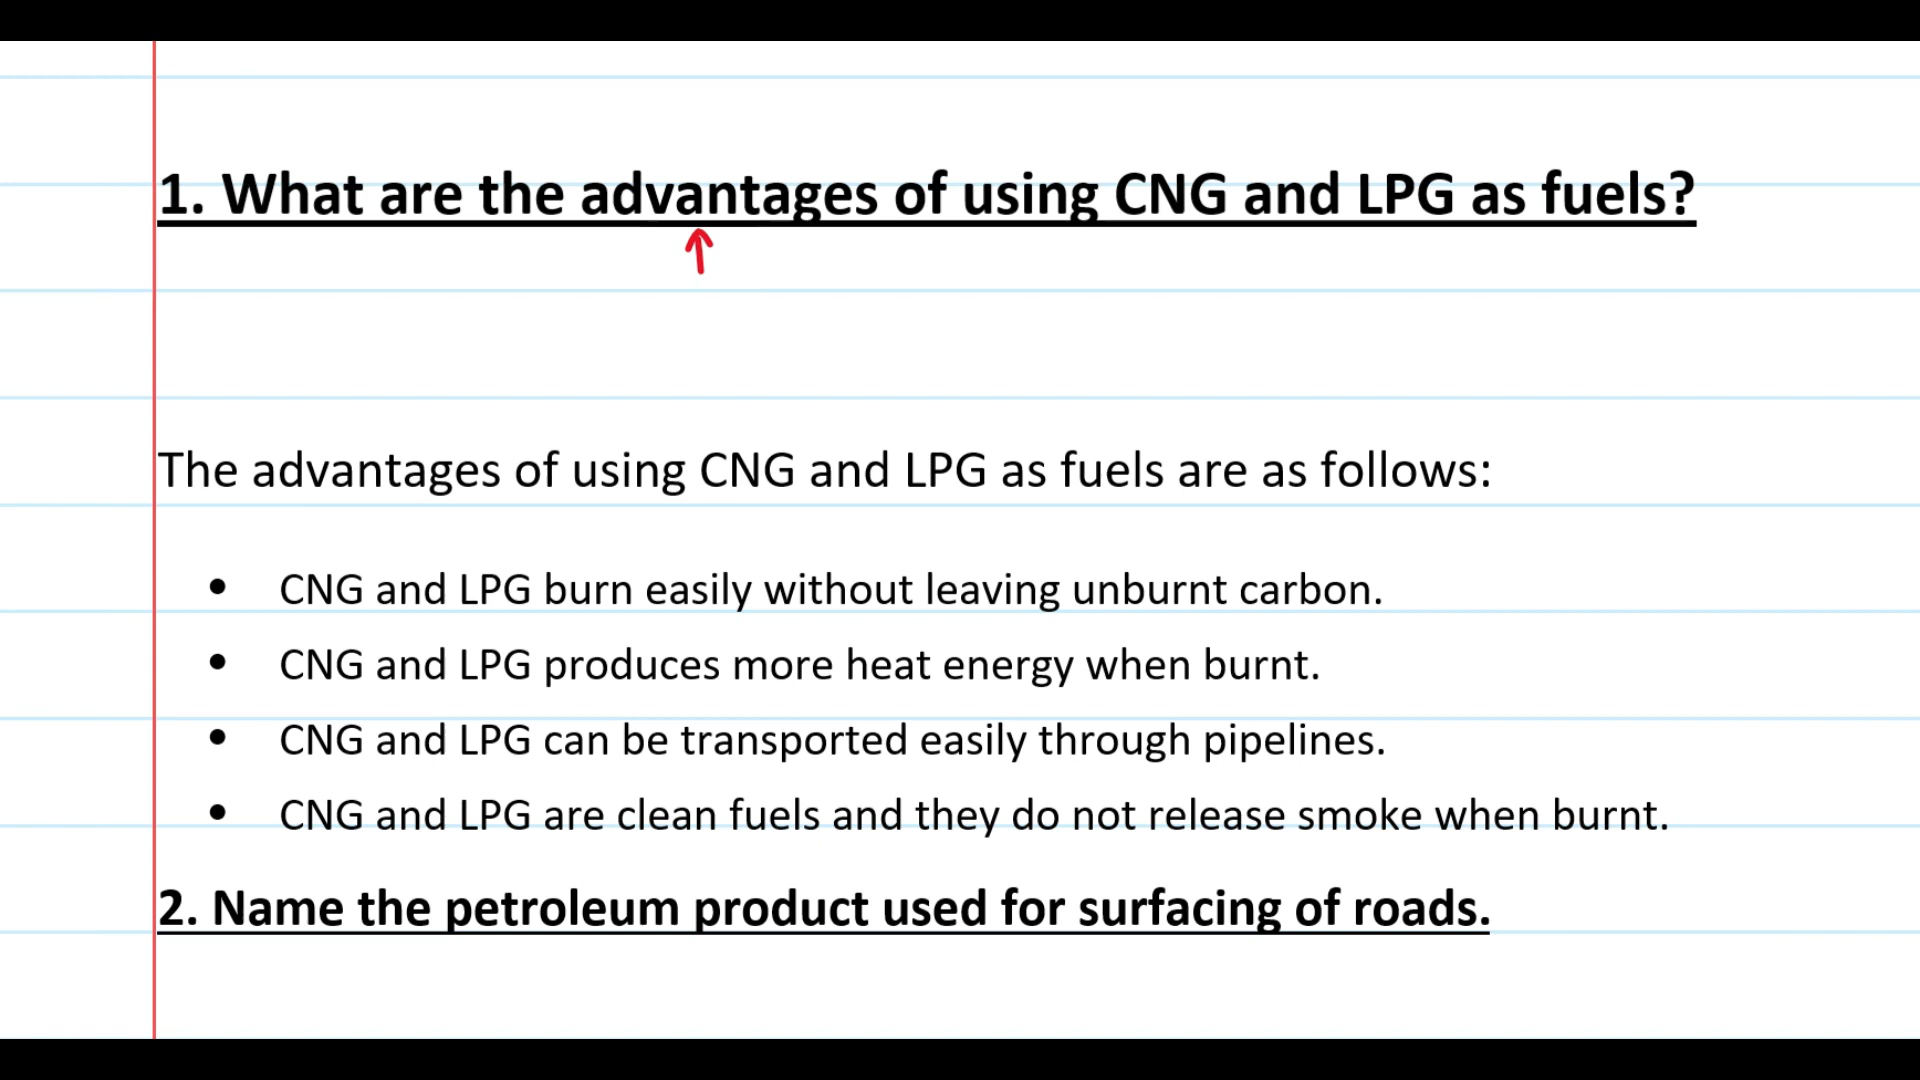 1. What are the advantages of using CNG and LPG as fuels?
The advantages of using CNG and LPG as fuels are as follows:
• CNG and LPG burn easily without leaving unburnt carbon.
• CNG and LPG produces more heat energy when burnt.
• CNG and LPG can be transported easily through pipelines.
• CNG and LPG are clean fuels and they do not release smoke when burnt.
2. Name the petroleum product used for surfacing of roads.